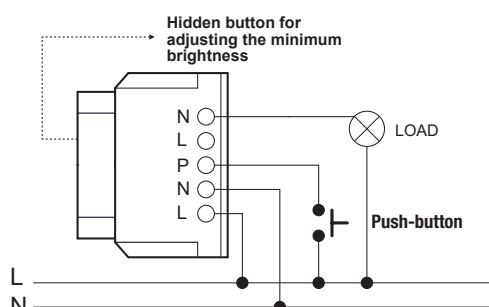 Hidden button for
adjusting the minimum
brightness
N
L
P
N
L
LOAD
Push-button
L
N